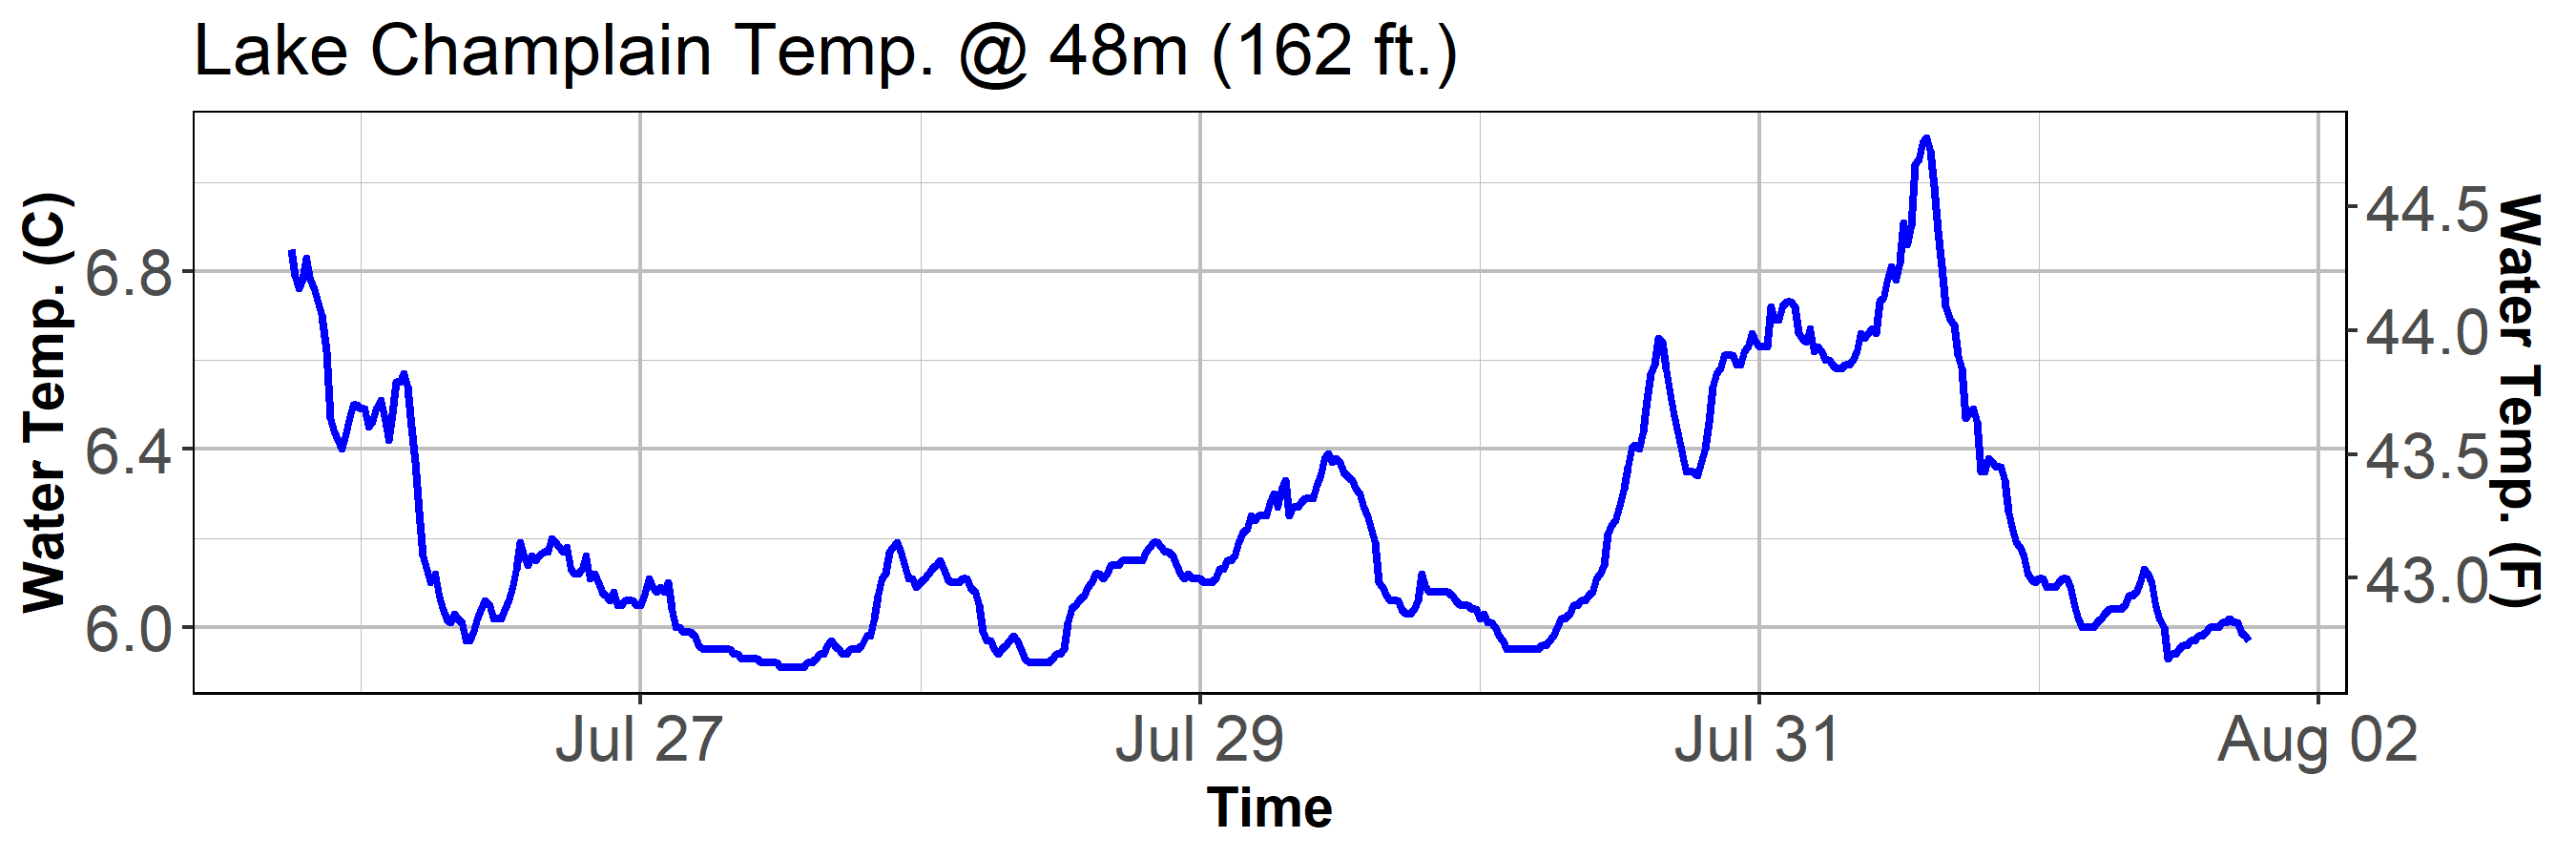 Lake Champlain Temp. @ 48m (162 ft.)
Water Temp. (C)
6.8
6.4
6.0
44.5
44.0
43.5
43.0
Water Temp. (F)
Jul 27 Jul 29 Jul 31 Aug 02
Time